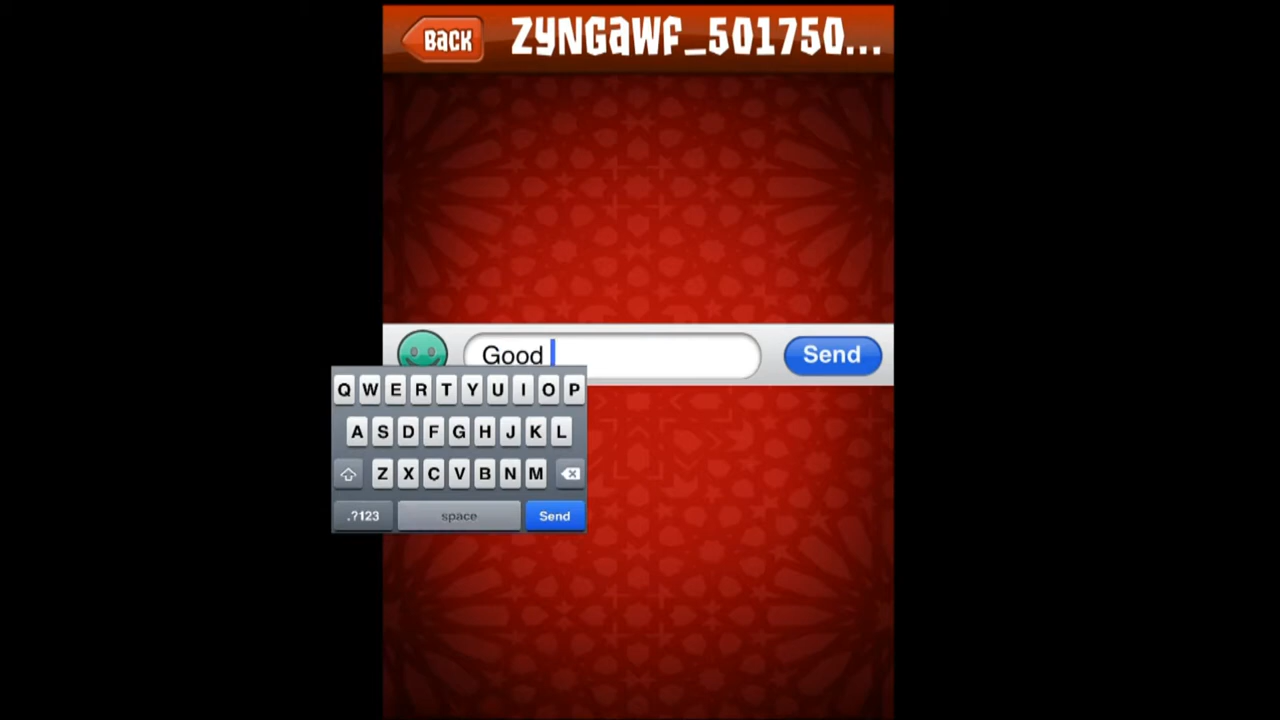 BACK
ZYNGAWF_501750...
Good
Send
Q W E R T Y U I O P
A S D F G H J K L
Z X C V B N M
.?123 space Send